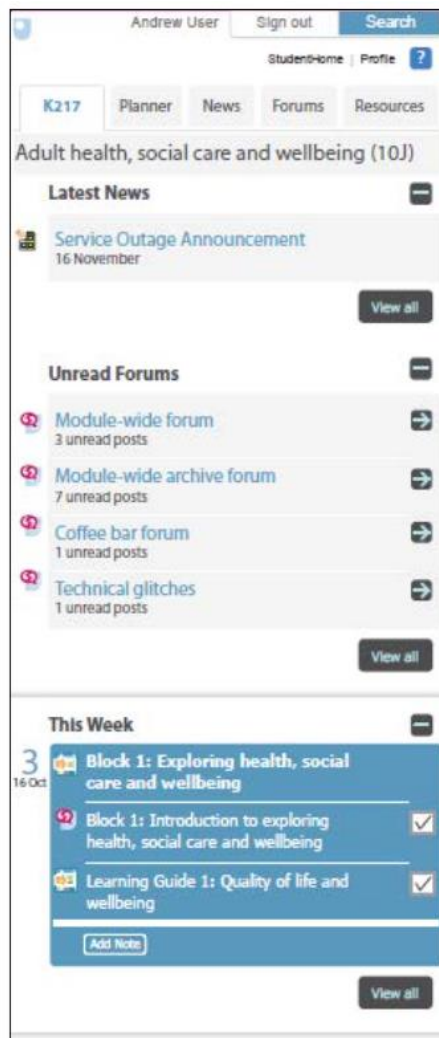 Andrew User Sign out Search
StudentHome | Profile ?
K217 Planner News Forums Resources
Adult health, social care and wellbeing (10J)
Latest News
Service Outage Announcement
16 November
View all
Unread Forums
Module-wide forum
3 unread posts
Module-wide archive forum
7 unread posts
Coffee bar forum
1 unread posts
Technical glitches
1 unread posts
View all
This Week
3
16 Oct
Block 1: Exploring health, social
care and wellbeing
Block 1: Introduction to exploring
health, social care and wellbeing
Learning Guide 1: Quality of life and
wellbeing
Add Note
View all